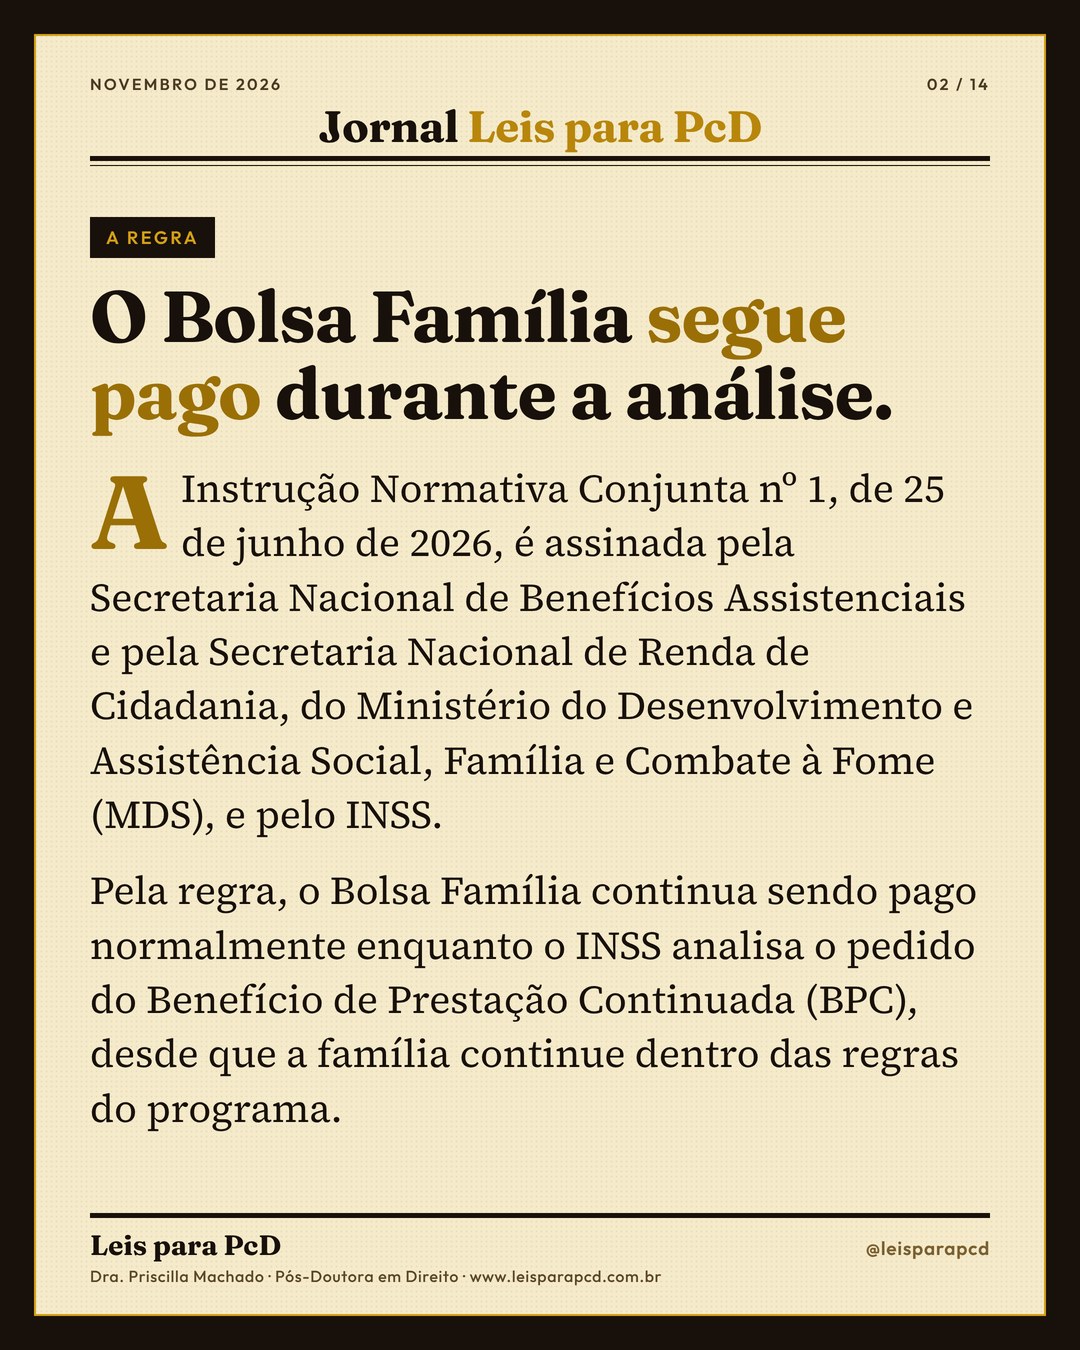 NOVEMBRO DE 2026
02 / 14
Jornal Leis para PcD
A REGRA
O Bolsa Família segue
pago durante a análise.
A Instrução Normativa Conjunta nº 1, de 25
de junho de 2026, é assinada pela
Secretaria Nacional de Benefícios Assistenciais
e pela Secretaria Nacional de Renda de
Cidadania, do Ministério do Desenvolvimento e
Assistência Social, Família e Combate à Fome
(MDS), e pelo INSS.
Pela regra, o Bolsa Família continua sendo pago
normalmente enquanto o INSS analisa o pedido
do Benefício de Prestação Continuada (BPC),
desde que a família continue dentro das regras
do programa.
Leis para PcD
@leisparapcd
Dra. Priscilla Machado · Pós-Doutora em Direito · www.leisparapcd.com.br